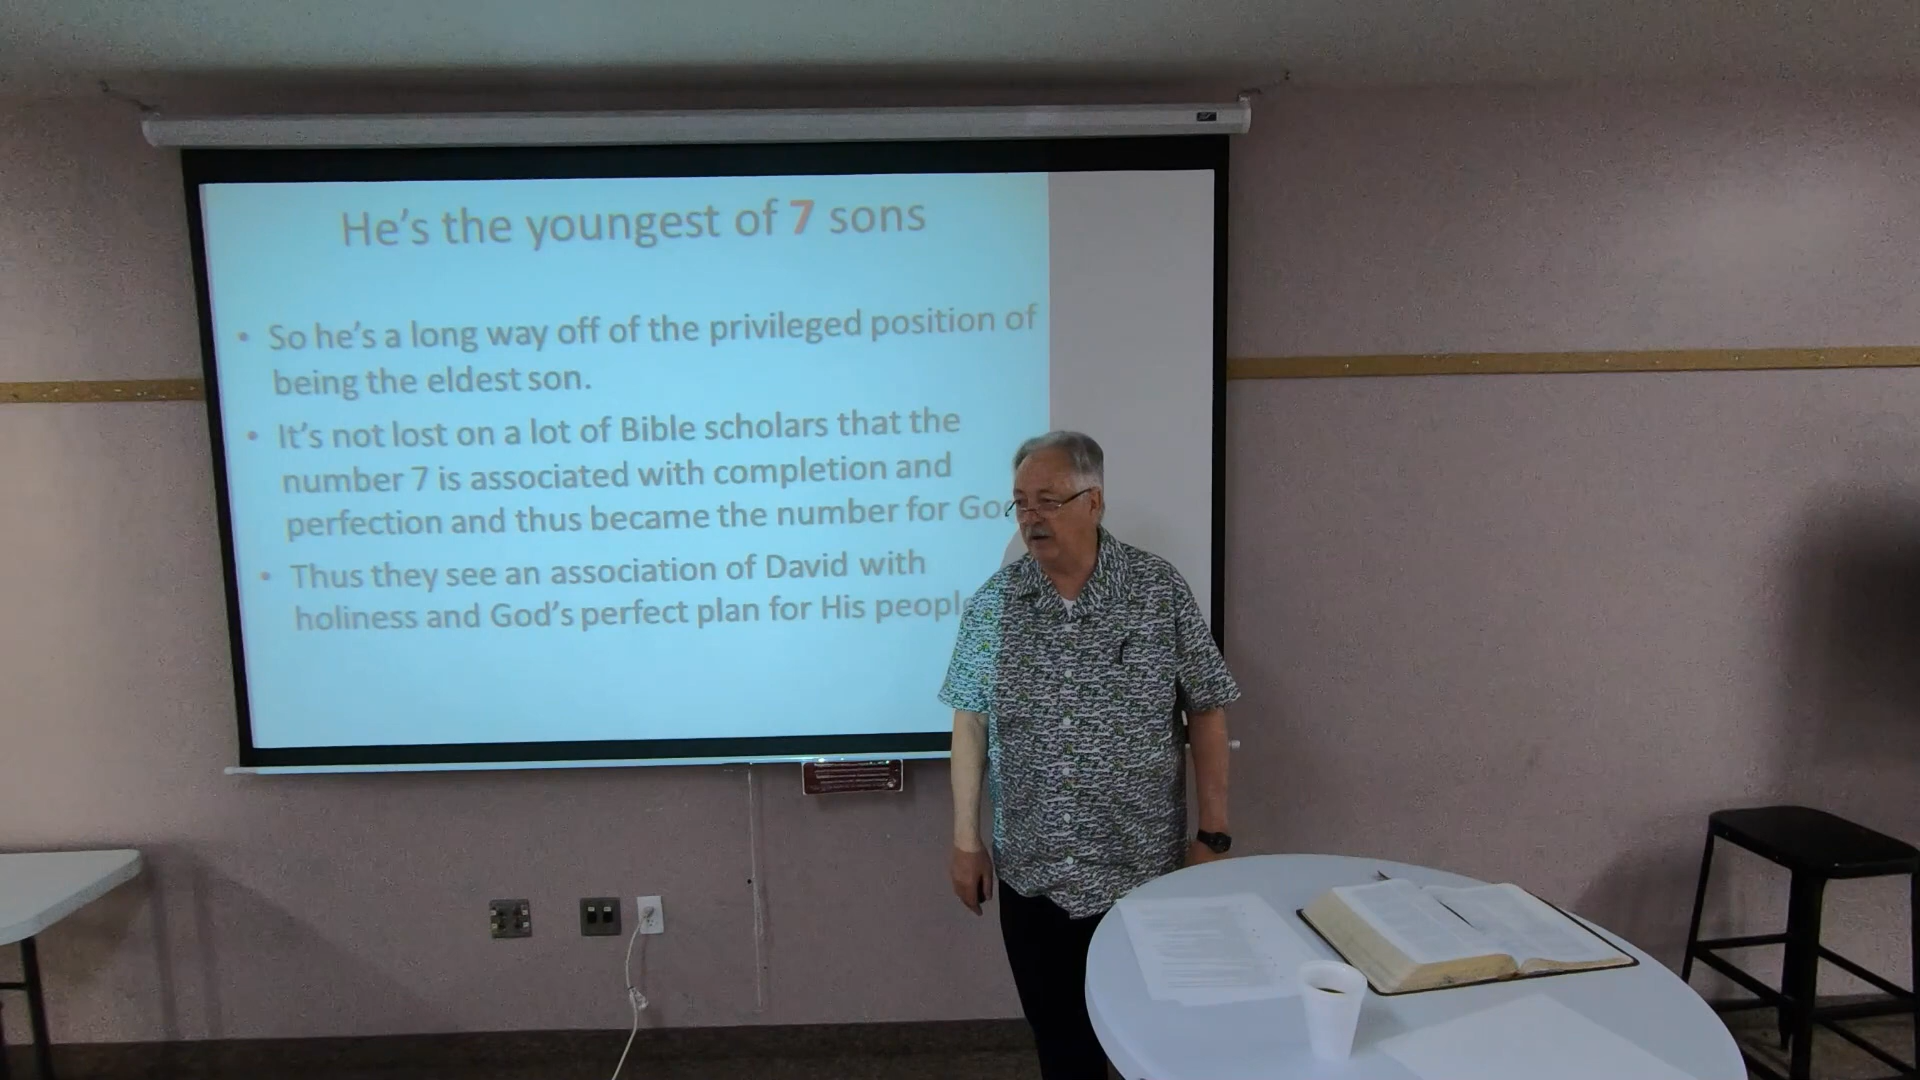 He's the youngest of 7 sons
• So he's a long way off of the privileged position of
being the eldest son.
• It's not lost on a lot of Bible scholars that the
number 7 is associated with completion and
perfection and thus became the number for
• Thus they see an association of David with
holiness and God's perfect plan for His